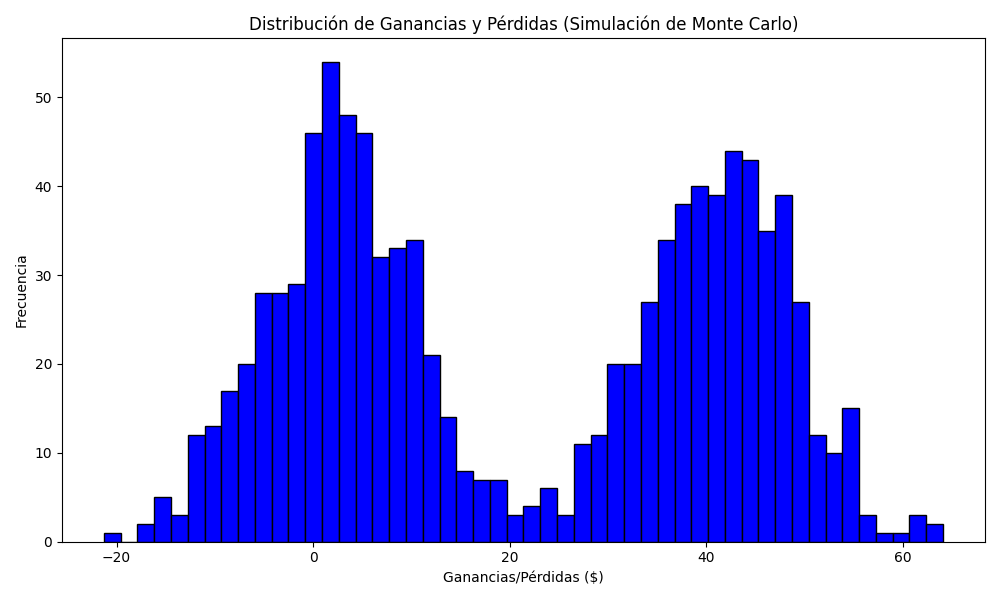 Distribución de Ganancias y Pérdidas (Simulación de Monte Carlo)
Frecuencia
50
40
30
20
10
0
−20 0 20 40 60
Ganancias/Pérdidas ($)